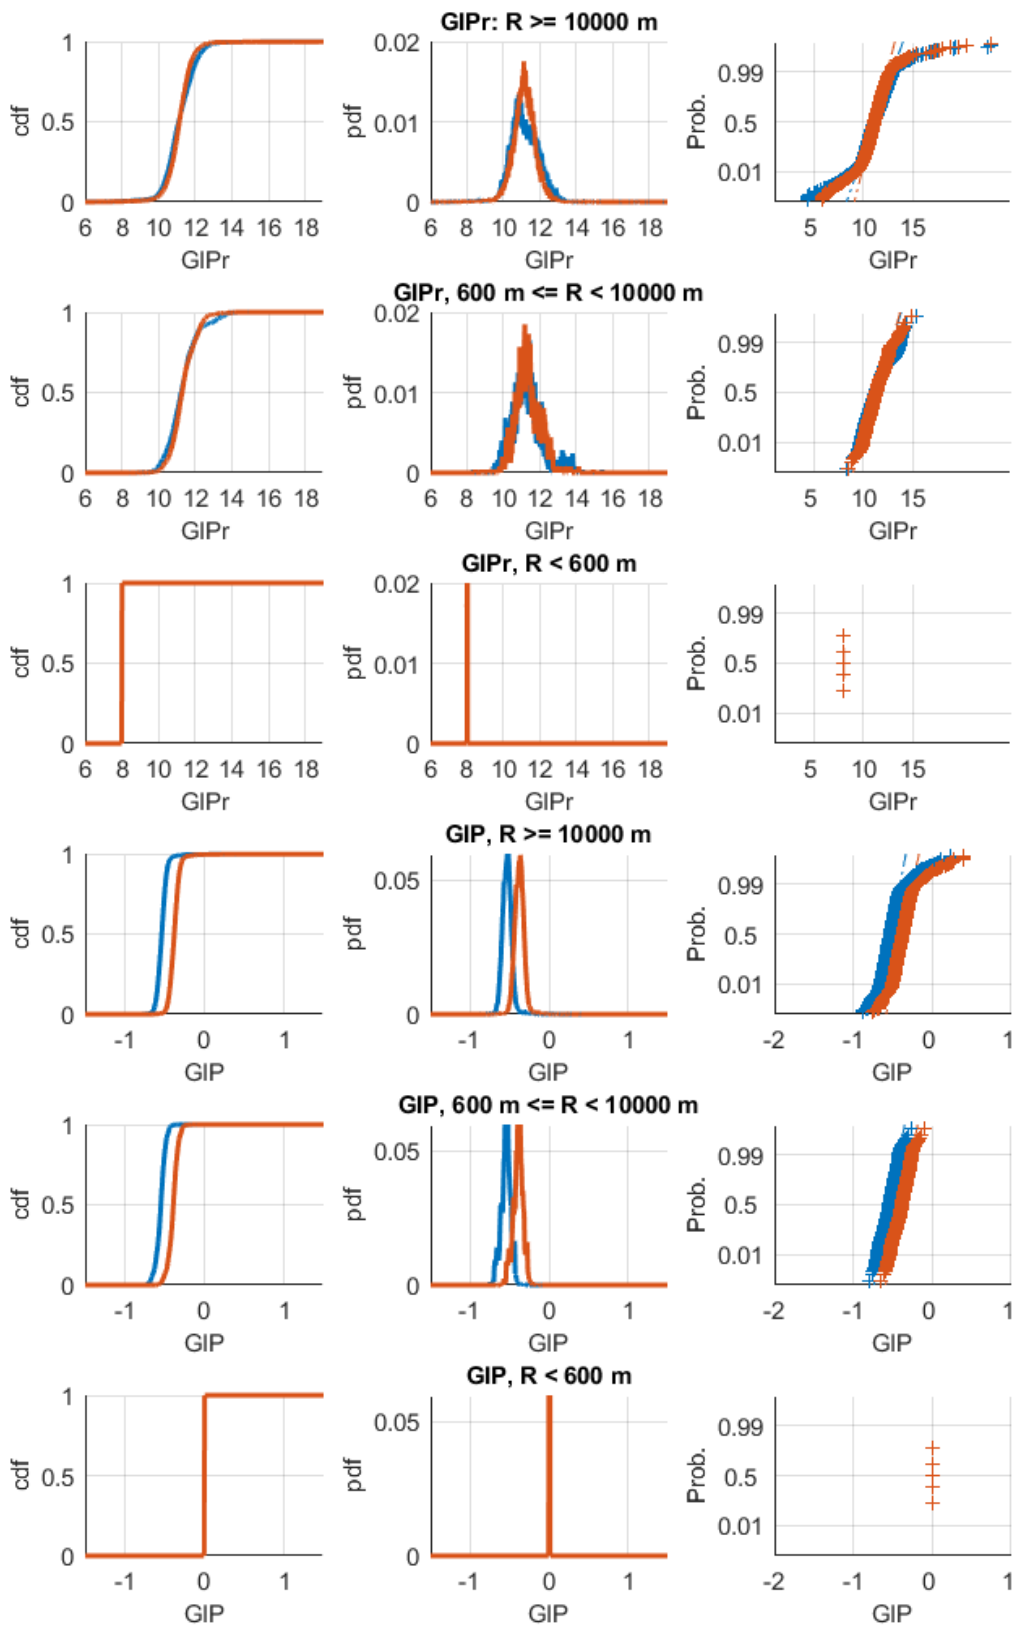 GIPr: R >= 10000 m
1
0.5
0
cdf
6 8 10 12 14 16 18
GIPr
0.02
0.01
0
pdf
6 8 10 12 14 16 18
GIPr
0.99
0.5
0.01
Prob.
5 10 15
GIPr
GIPr, 600 m <= R < 10000 m
1
0.5
0
cdf
6 8 10 12 14 16 18
GIPr
0.02
0.01
0
pdf
6 8 10 12 14 16 18
GIPr
0.99
0.5
0.01
Prob.
5 10 15
GIPr
GIPr, R < 600 m
1
0.5
0
cdf
6 8 10 12 14 16 18
GIPr
0.02
0.01
0
pdf
6 8 10 12 14 16 18
GIPr
0.99
0.5
0.01
Prob.
5 10 15
GIPr
GIP, R >= 10000 m
1
0.5
0
cdf
-1 0 1
GIP
0.05
0
pdf
-1 0 1
GIP
0.99
0.5
0.01
Prob.
-2 -1 0 1
GIP
GIP, 600 m <= R < 10000 m
1
0.5
0
cdf
-1 0 1
GIP
0.05
0
pdf
-1 0 1
GIP
0.99
0.5
0.01
Prob.
-2 -1 0 1
GIP
GIP, R < 600 m
1
0.5
0
cdf
-1 0 1
GIP
0.05
0
pdf
-1 0 1
GIP
0.99
0.5
0.01
Prob.
-2 -1 0 1
GIP